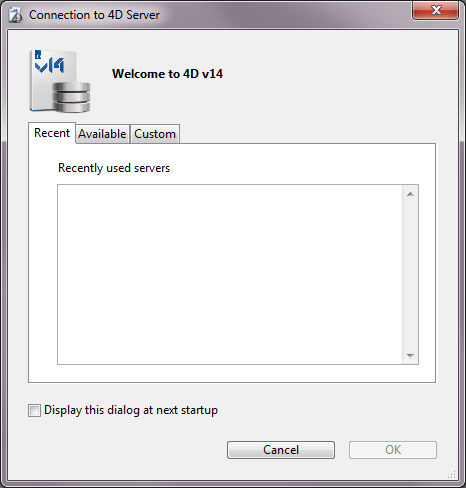 Connection to 4D Server
v14
Welcome to 4D v14
Recent Available Custom
Recently used servers
Display this dialog at next startup
Cancel OK